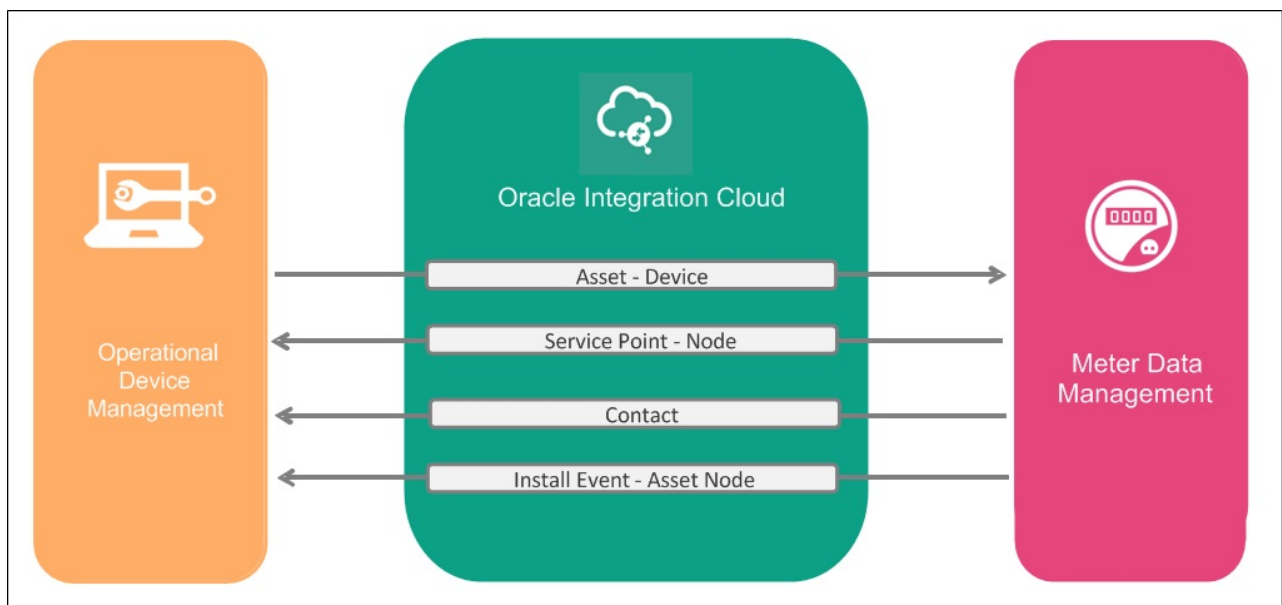 Oracle Integration Cloud
Asset - Device
Service Point - Node
Contact
Install Event - Asset Node
Operational
Device
Management
Meter Data
Management
0000